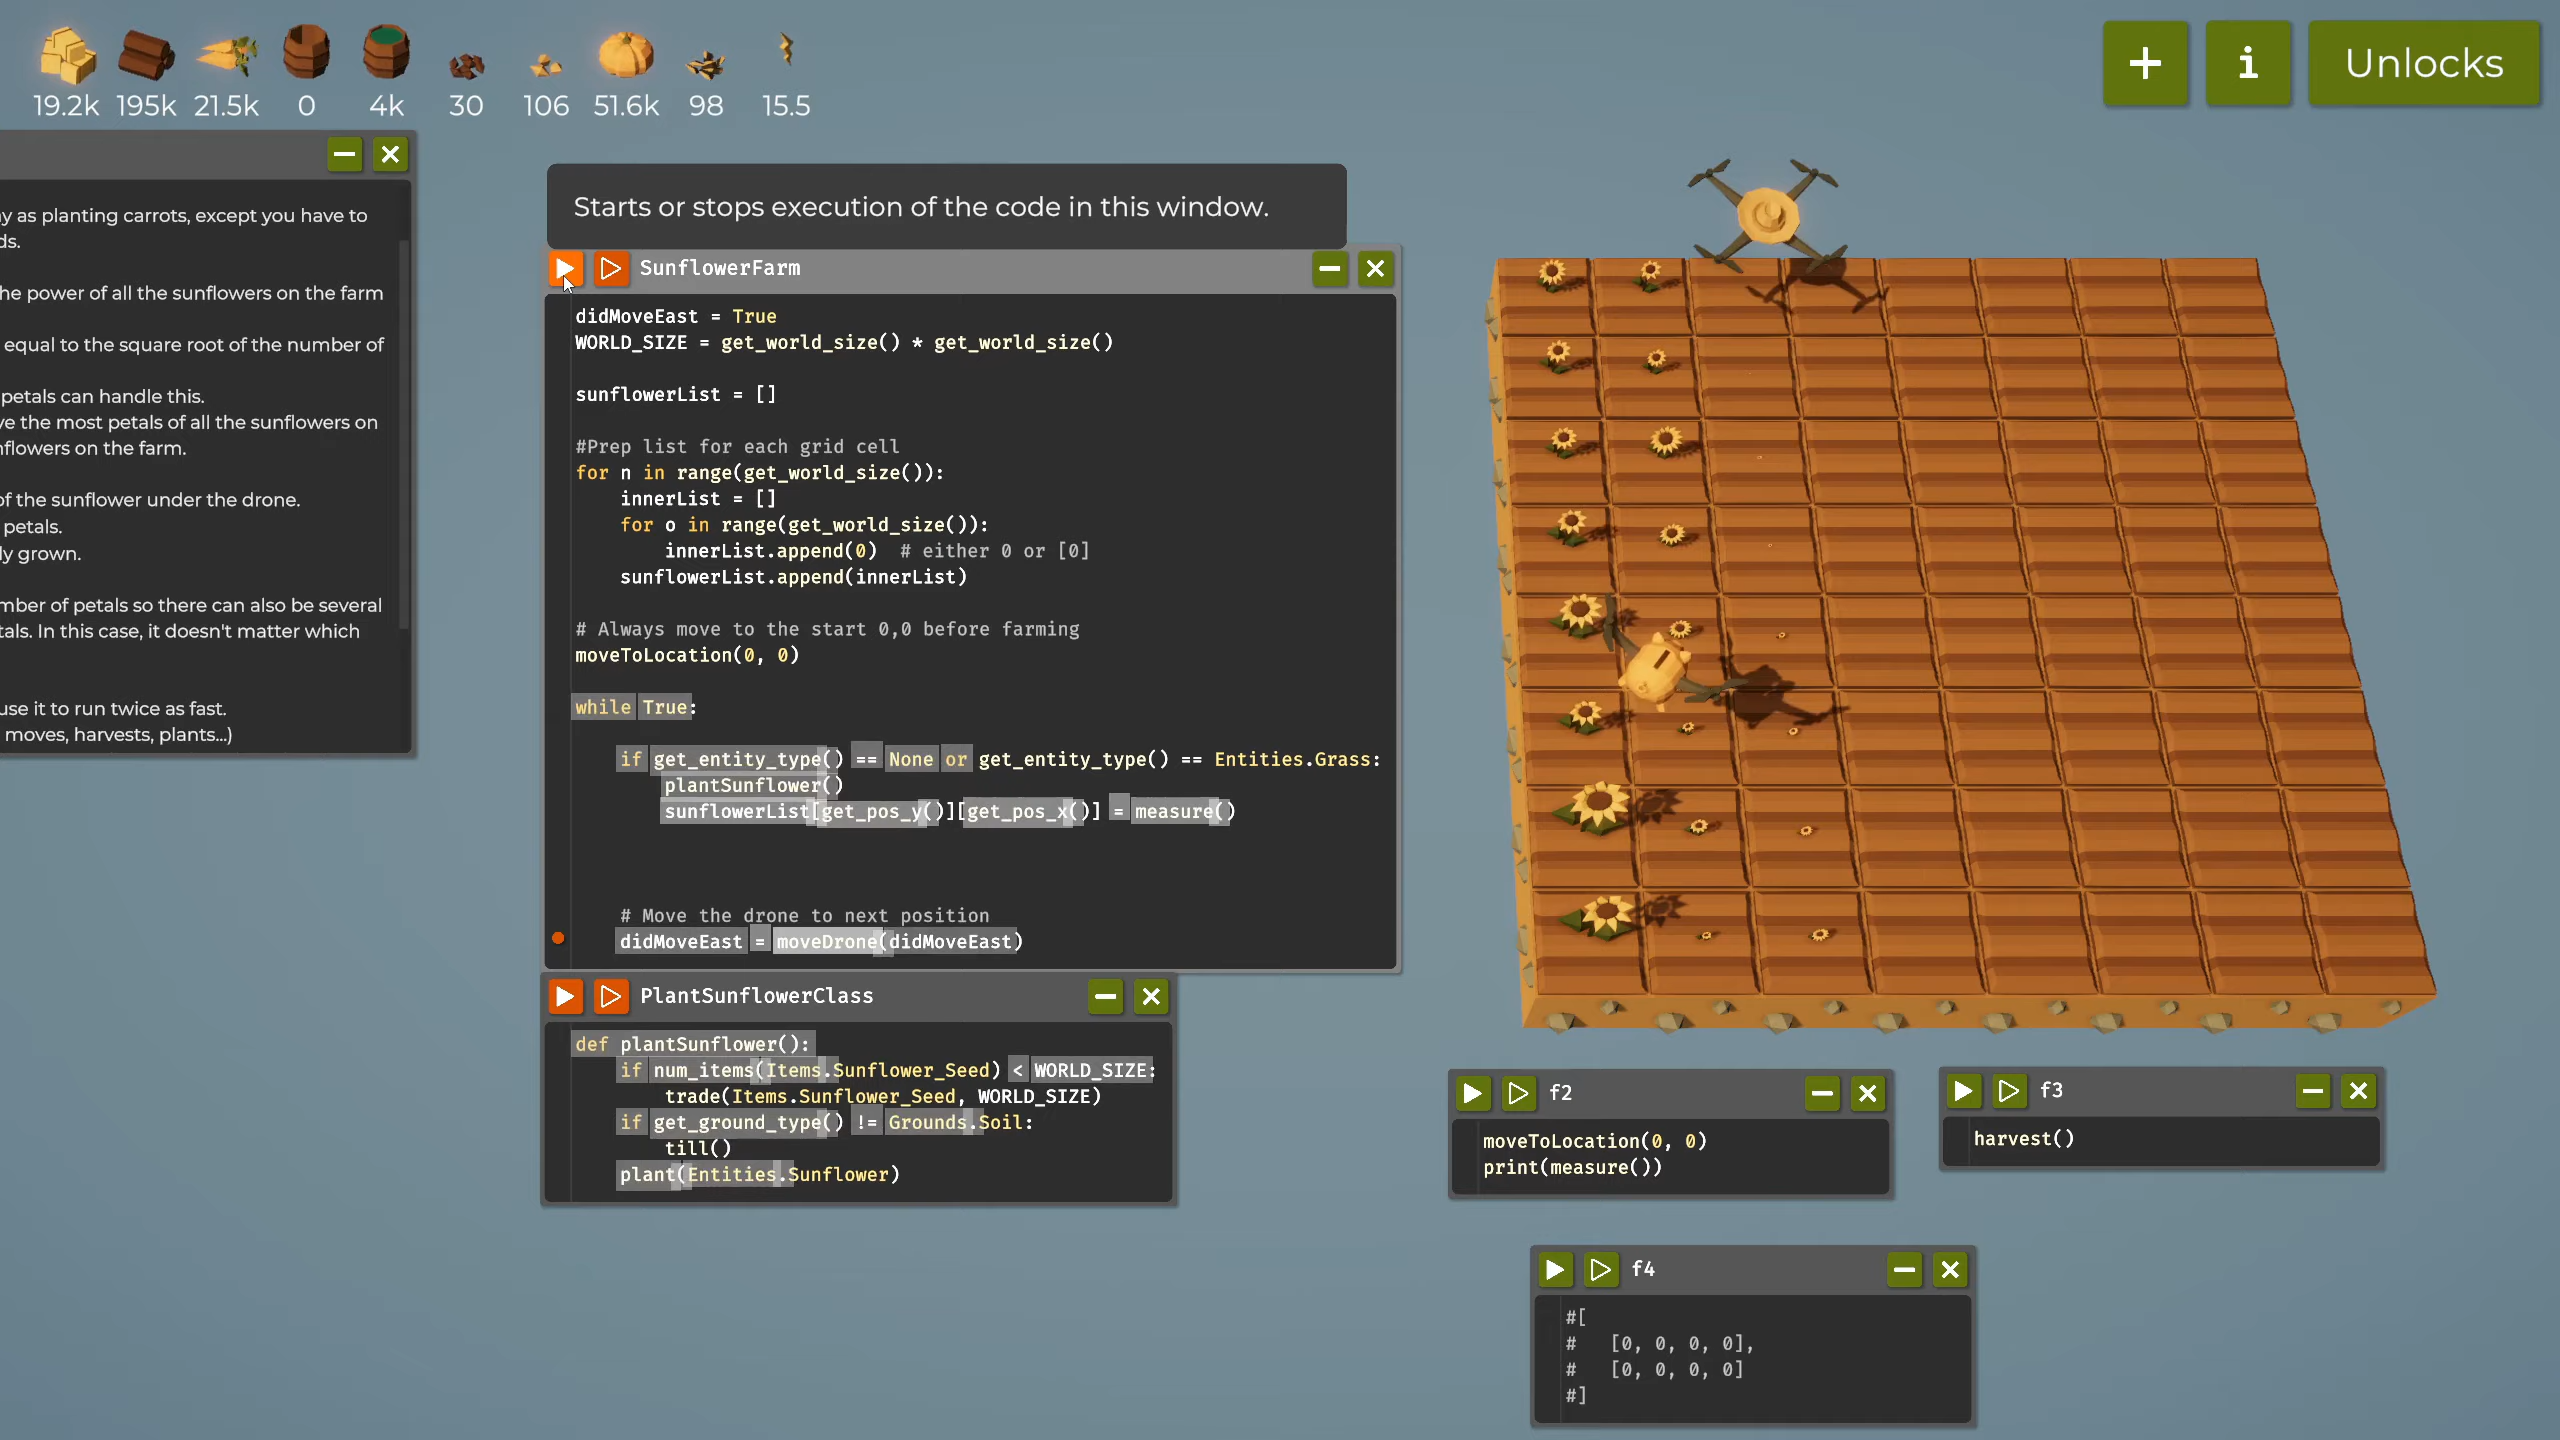 19.2k 195k 21.5k 0 4k 30 106 51.6k 98 15.5
+ i Unlocks
y as planting carrots, except you have to
ds.
he power of all the sunflowers on the farm
equal to the square root of the number of
petals can handle this.
ve the most petals of all the sunflowers on
nflowers on the farm.
of the sunflower under the drone.
petals.
ly grown.
mber of petals so there can also be several
tals. In this case, it doesn't matter which
use it to run twice as fast.
moves, harvests, plants...)
Starts or stops execution of the code in this window.
SunflowerFarm
didMoveEast = True
WORLD_SIZE = get_world_size() * get_world_size()
sunflowerList = []
#Prep list for each grid cell
for n in range(get_world_size()):
    innerList = []
    for o in range(get_world_size()):
        innerList.append(0)  # either 0 or [0]
    sunflowerList.append(innerList)
# Always move to the start 0,0 before farming
moveToLocation(0, 0)
while True:
    if get_entity_type() == None or get_entity_type() == Entities.Grass:
        plantSunflower()
        sunflowerList[get_pos_y()][get_pos_x()] = measure()
    # Move the drone to next position
    didMoveEast = moveDrone(didMoveEast)
PlantSunflowerClass
def plantSunflower():
    if num_items(Items.Sunflower_Seed) < WORLD_SIZE:
        trade(Items.Sunflower_Seed, WORLD_SIZE)
    if get_ground_type() != Grounds.Soil:
        till()
    plant(Entities.Sunflower)
f2
moveToLocation(0, 0)
print(measure())
f3
harvest()
f4
#[
#   [0, 0, 0, 0],
#   [0, 0, 0, 0]
#]